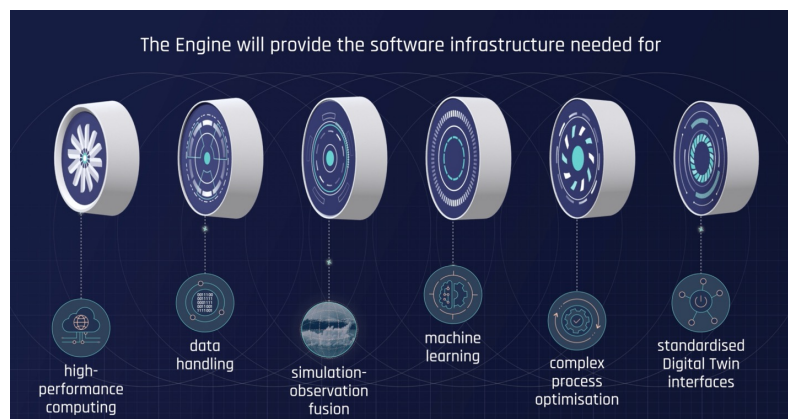 The Engine will provide the software infrastructure needed for
high-
performance
computing
data
handling
simulation-
observation
fusion
machine
learning
complex
process
optimisation
standardised
Digital Twin
interfaces